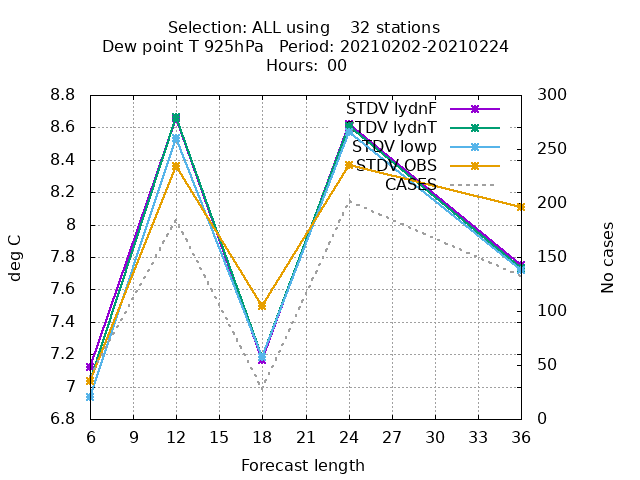 Selection: ALL using 32 stations
Dew point T 925hPa Period: 20210202-20210224
Hours: 00
8.8
8.6
8.4
8.2
8
7.8
7.6
7.4
7.2
7
6.8
deg C
STDV lydnF
STDV lydnT
STDV lowp
STDV OBS
CASES
300
250
200
150
100
50
0
No cases
6 9 12 15 18 21 24 27 30 33 36
Forecast length